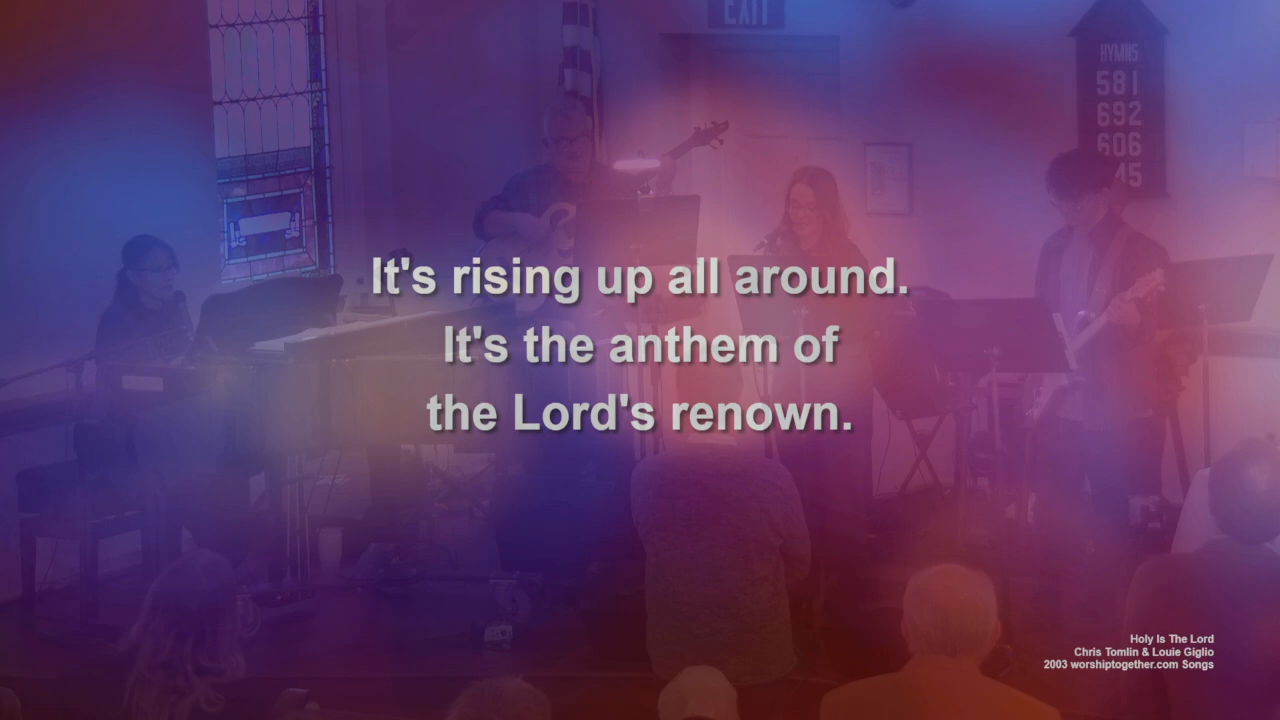 EXIT
HYMNS
581
692
606
45
It's rising up all around.
It's the anthem of
the Lord's renown.
Holy Is The Lord
Chris Tomlin & Louie Giglio
2003 worshiptogether.com Songs